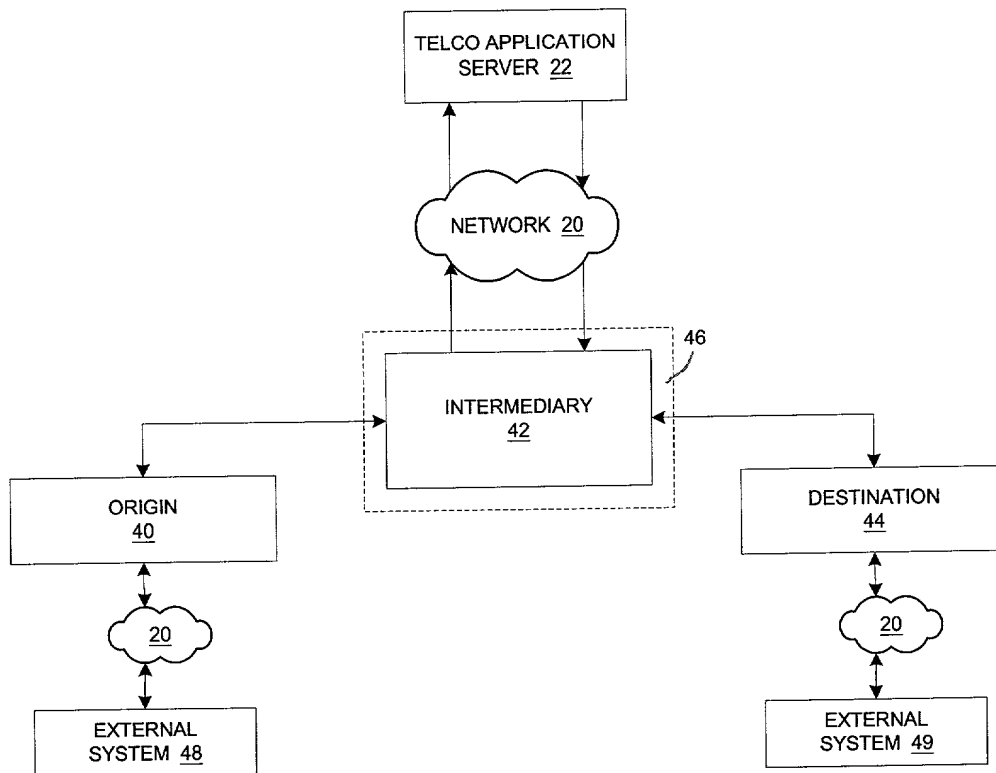 TELCO APPLICATION
SERVER 22
NETWORK 20
46
INTERMEDIARY
42
ORIGIN
40
DESTINATION
44
20
20
EXTERNAL
SYSTEM 48
EXTERNAL
SYSTEM 49